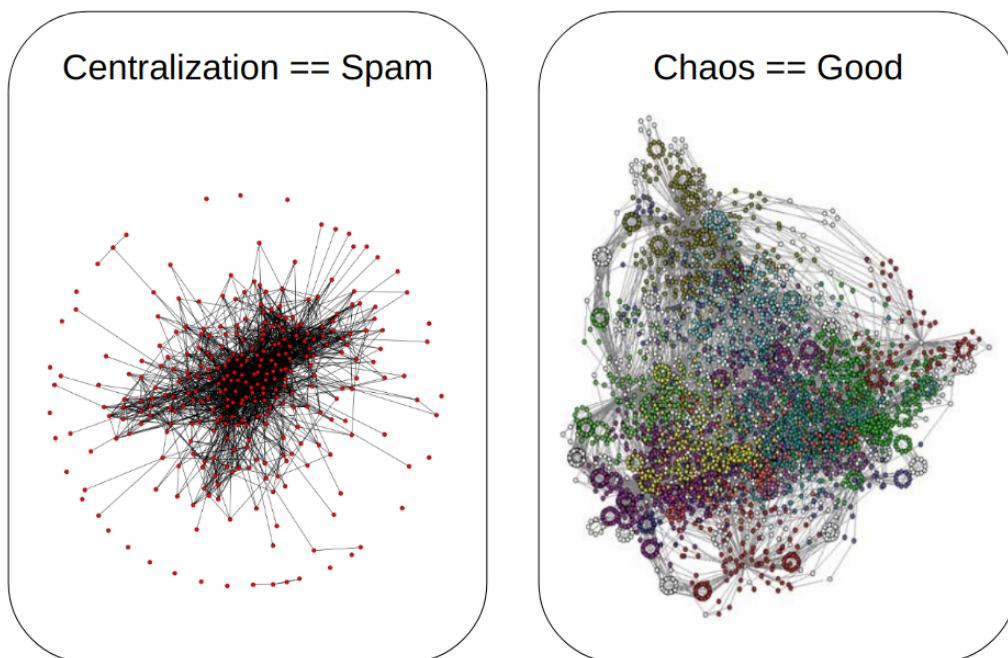 Centralization == Spam
Chaos == Good